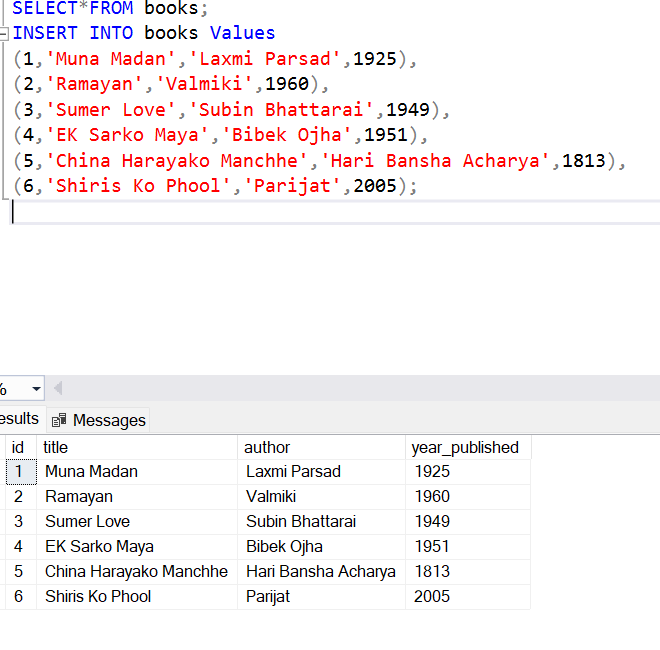 SELECT*FROM books;
INSERT INTO books Values
(1,'Muna Madan','Laxmi Parsad',1925),
(2,'Ramayan','Valmiki',1960),
(3,'Sumer Love','Subin Bhattarai',1949),
(4,'EK Sarko Maya','Bibek Ojha',1951),
(5,'China Harayako Manchhe','Hari Bansha Acharya',1813),
(6,'Shiris Ko Phool','Parijat',2005);
%
esults Messages
id title author year_published
1 Muna Madan Laxmi Parsad 1925
2 Ramayan Valmiki 1960
3 Sumer Love Subin Bhattarai 1949
4 EK Sarko Maya Bibek Ojha 1951
5 China Harayako Manchhe Hari Bansha Acharya 1813
6 Shiris Ko Phool Parijat 2005